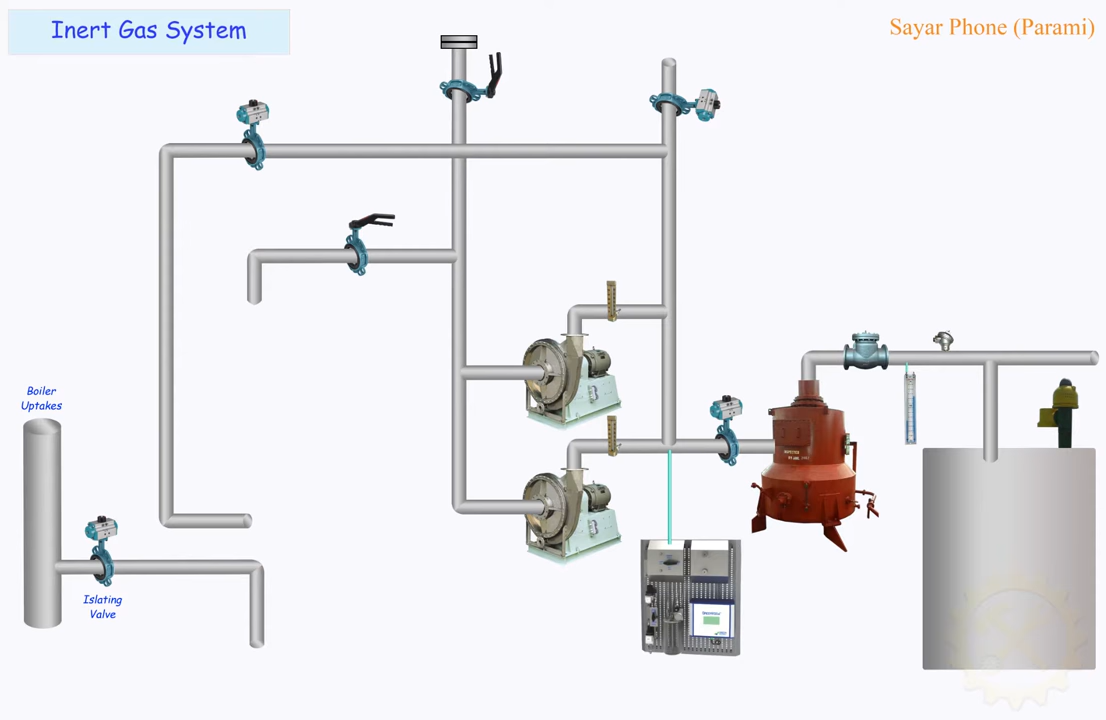 Inert Gas System
Sayar Phone (Parami)
Boiler
Uptakes
Islating
Valve